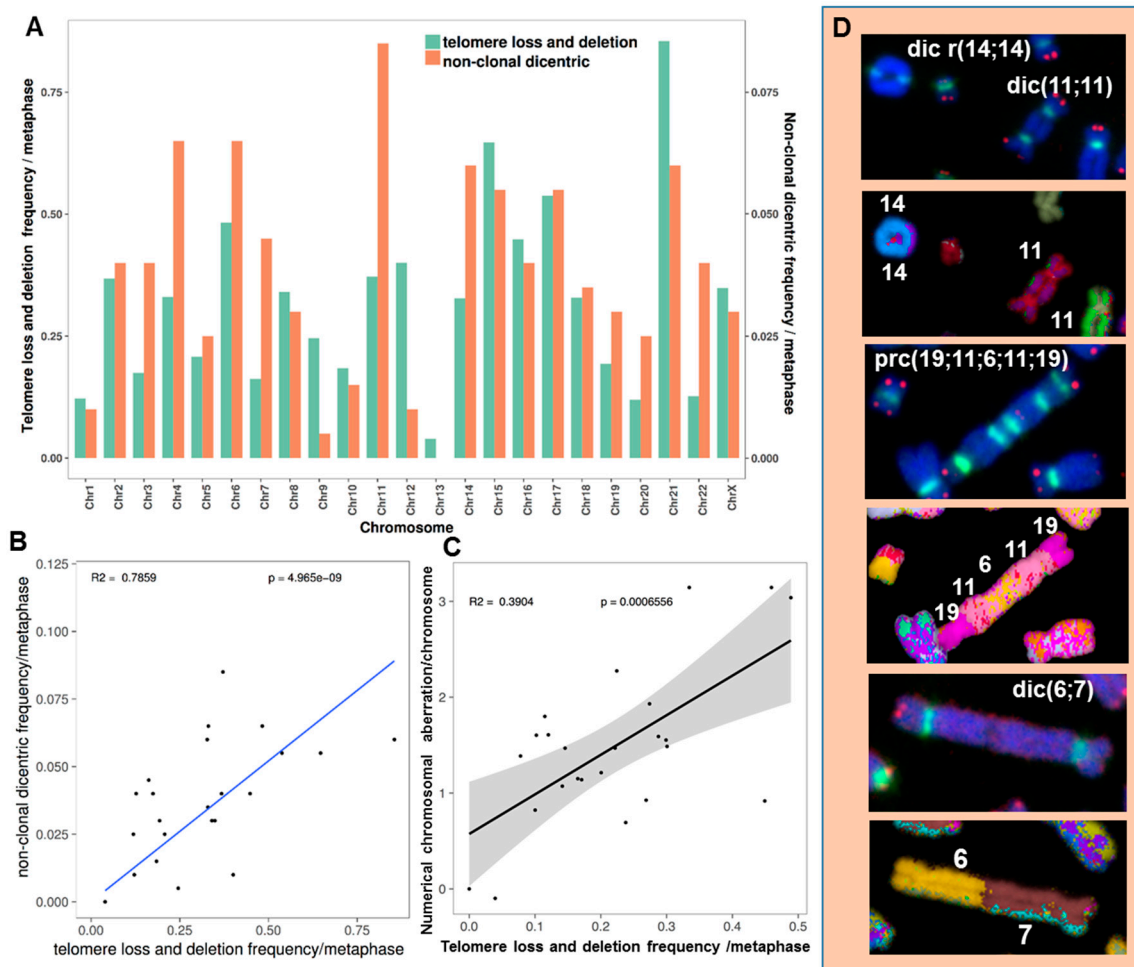 A
telomere loss and deletion
non-clonal dicentric
Telomere loss and deletion frequency / metaphase
0.75
0.50
0.25
0.00
Non-clonal dicentric frequency / metaphase
0.075
0.050
0.025
0.000
Chr1
Chr2
Chr3
Chr4
Chr5
Chr6
Chr7
Chr8
Chr9
Chr10
Chr11
Chr12
Chr13
Chr14
Chr15
Chr16
Chr17
Chr18
Chr19
Chr20
Chr21
Chr22
ChrX
Chromosome
B
non-clonal dicentric frequency/metaphase
0.125
0.100
0.075
0.050
0.025
0.000
R2 = 0.7859
p = 4.965e-09
0.00
0.25
0.50
0.75
telomere loss and deletion frequency/metaphase
C
Numerical chromosomal aberration/chromosome
3
2
1
0
R2 = 0.3904
p = 0.0006556
0.0
0.1
0.2
0.3
0.4
0.5
Telomere loss and deletion frequency /metaphase
D
dic r(14;14)
dic(11;11)
14
14
11
11
prc(19;11;6;11;19)
19
11
6
11
19
dic(6;7)
6
7